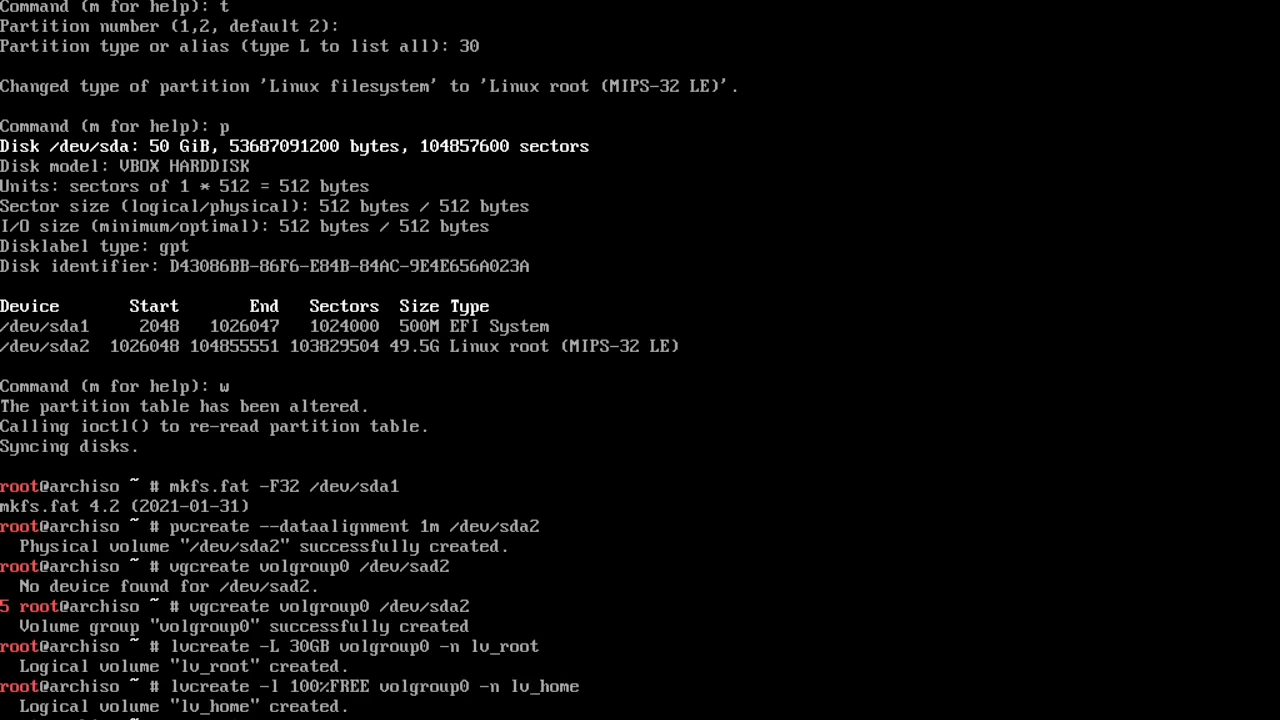 Command (m for help): t
Partition number (1,2, default 2):
Partition type or alias (type L to list all): 30
Changed type of partition 'Linux filesystem' to 'Linux root (MIPS-32 LE)'.
Command (m for help): p
Disk /dev/sda: 50 GiB, 53687091200 bytes, 104857600 sectors
Disk model: VBOX HARDDISK
Units: sectors of 1 * 512 = 512 bytes
Sector size (logical/physical): 512 bytes / 512 bytes
I/O size (minimum/optimal): 512 bytes / 512 bytes
Disklabel type: gpt
Disk identifier: D43086BB-86F6-E84B-84AC-9E4E656A023A
Device Start End Sectors Size Type
/dev/sda1 2048 1026047 1024000 500M EFI System
/dev/sda2 1026048 104855551 103829504 49.5G Linux root (MIPS-32 LE)
Command (m for help): w
The partition table has been altered.
Calling ioctl() to re-read partition table.
Syncing disks.
root@archiso ~ # mkfs.fat -F32 /dev/sda1
mkfs.fat 4.2 (2021-01-31)
root@archiso ~ # pvcreate --dataalignment 1m /dev/sda2
Physical volume "/dev/sda2" successfully created.
root@archiso ~ # vgcreate volgroup0 /dev/sad2
No device found for /dev/sad2.
5 root@archiso ~ # vgcreate volgroup0 /dev/sda2
Volume group "volgroup0" successfully created
root@archiso ~ # lvcreate -L 30GB volgroup0 -n lv_root
Logical volume "lv_root" created.
root@archiso ~ # lvcreate -l 100%FREE volgroup0 -n lv_home
Logical volume "lv_home" created.